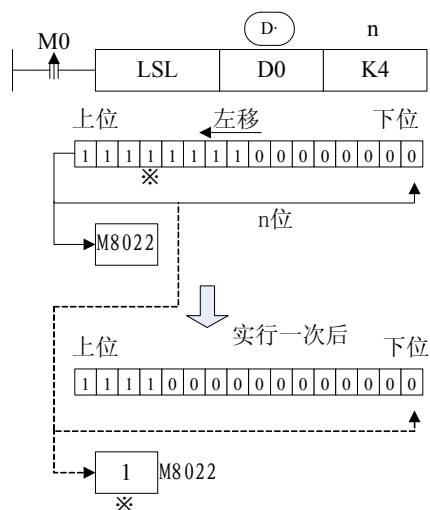 D· n
M0
LSL D0 K4
上位 左移 下位
1 1 1 1 1 1 1 1 0 0 0 0 0 0 0 0
※
n位
M8022
实行一次后
上位 下位
1 1 1 1 0 0 0 0 0 0 0 0 0 0 0 0
1 M8022
※